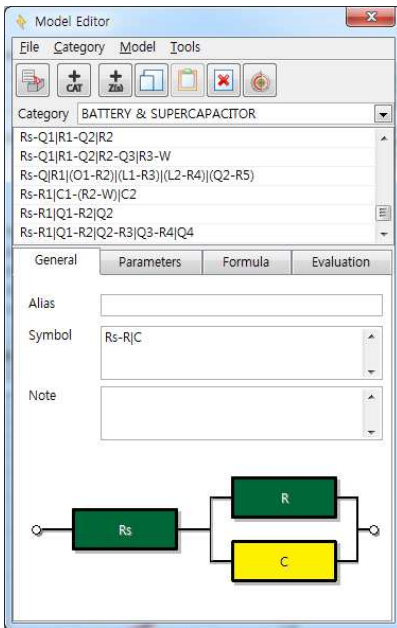 Model Editor
File Category Model Tools
+ CAT + Z(ω)
Category BATTERY & SUPERCAPACITOR
Rs-Q1|R1-Q2|R2
Rs-Q1|R1-Q2|R2-Q3|R3-W
Rs-Q|R1|(O1-R2)|(L1-R3)|(L2-R4)|(Q2-R5)
Rs-R1|C1-(R2-W)|C2
Rs-R1|Q1-R2|Q2
Rs-R1|Q1-R2|Q2-R3|Q3-R4|Q4
General Parameters Formula Evaluation
Alias
Symbol Rs-R|C
Note
R
Rs
C